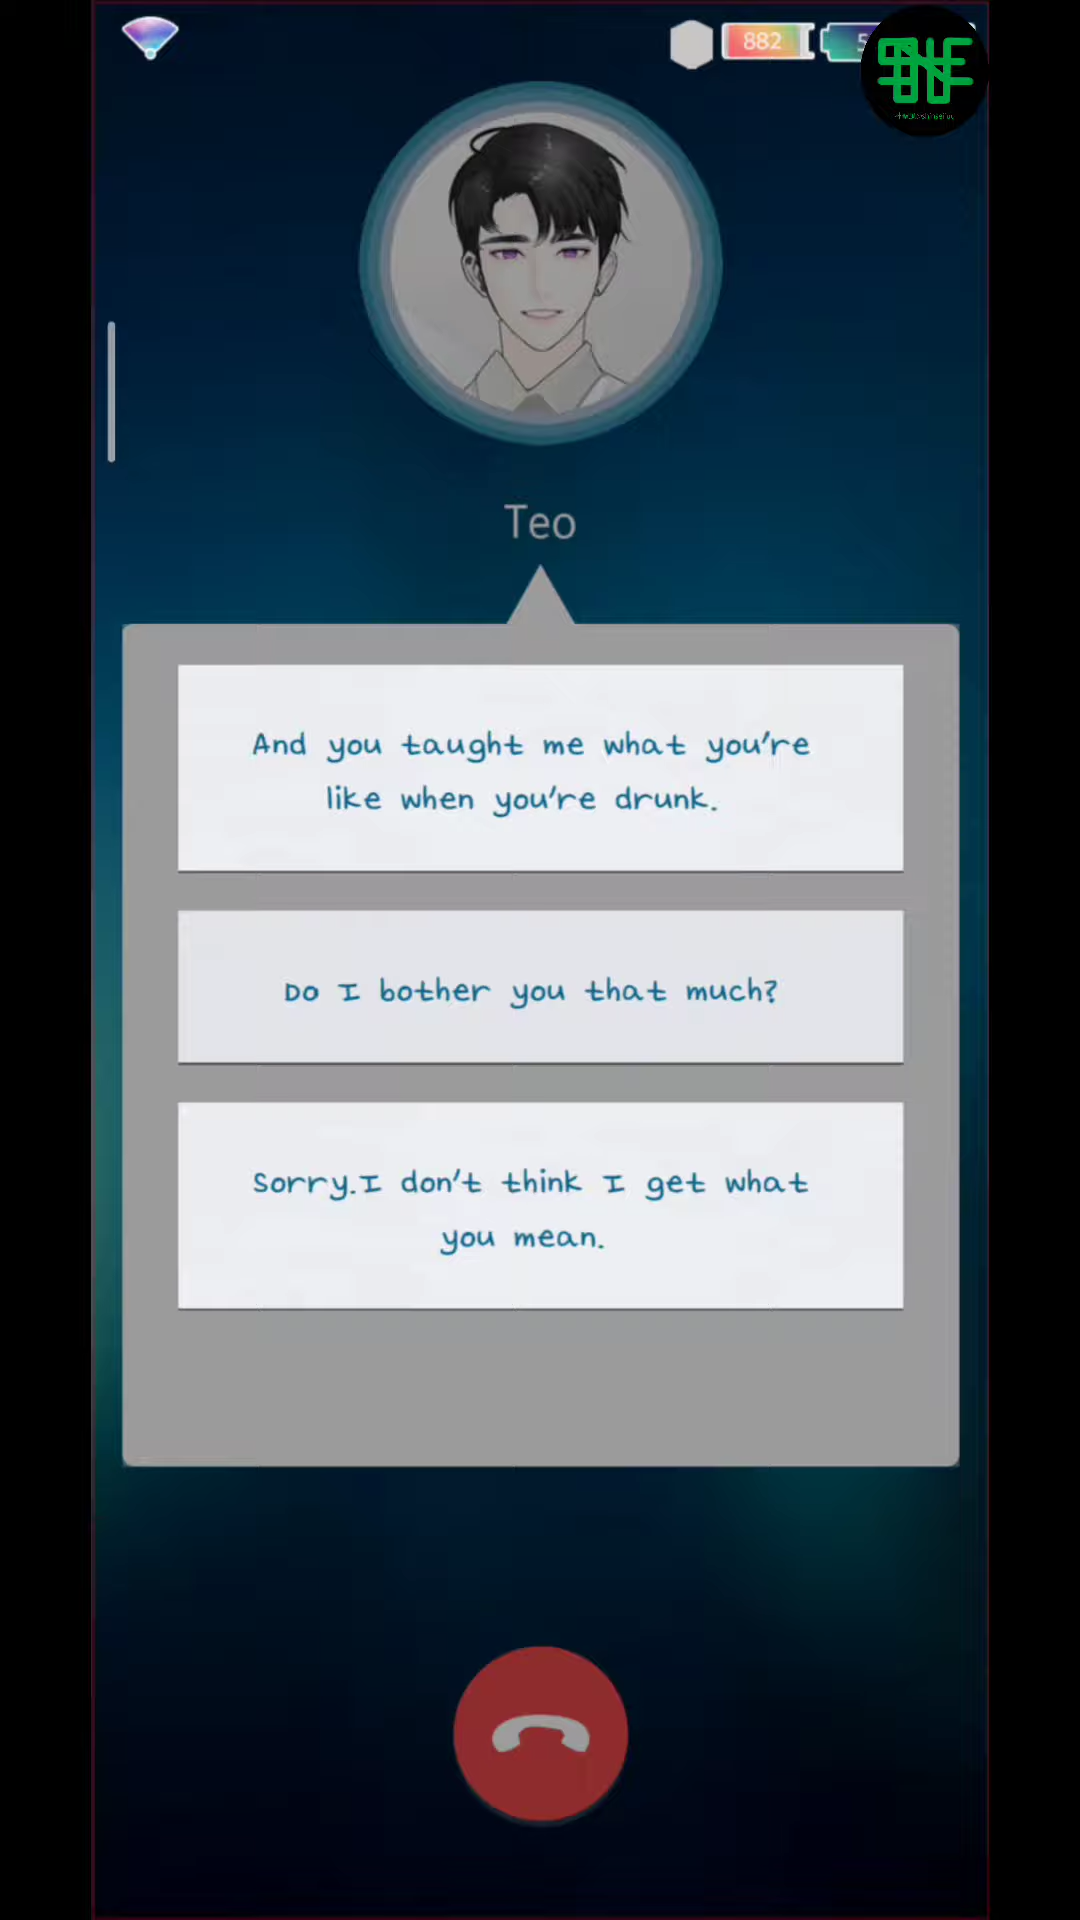 882
Teo
And you taught me what you're
like when you're drunk.
Do I bother you that much?
Sorry.I don't think I get what
you mean.